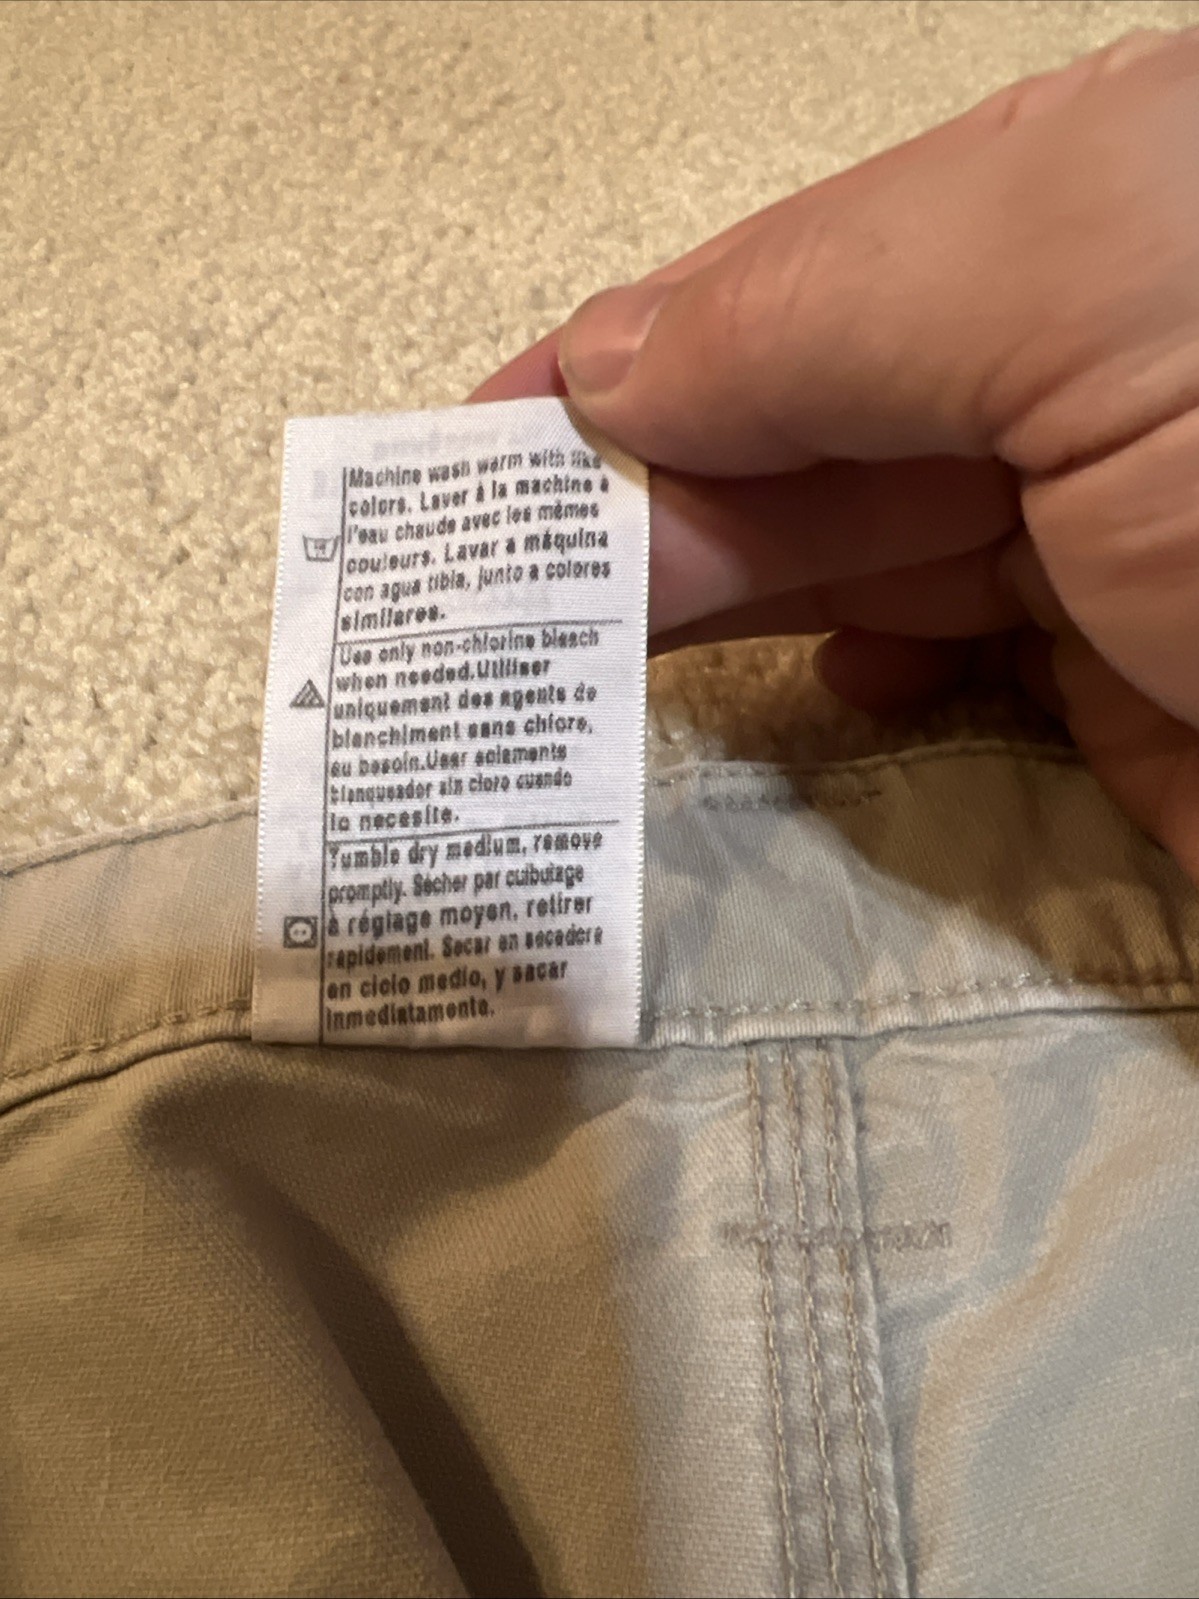 Machine wash warm with like
colors. Laver à la machine à
l'eau chaude avec les mêmes
couleurs. Lavar a máquina
con agua tibia, junto a colores
similares.
Use only non-chlorine bleach
when needed.Utiliser
uniquement des agents de
blanchiment sans chlore,
au besoin.Usar solamente
blanqueador sin cloro cuando
lo necesite.
Tumble dry medium, remove
promptly. Sécher par culbutage
à réglage moyen, retirer
rapidement. Secar en secadora
en ciclo medio, y sacar
inmediatamente.